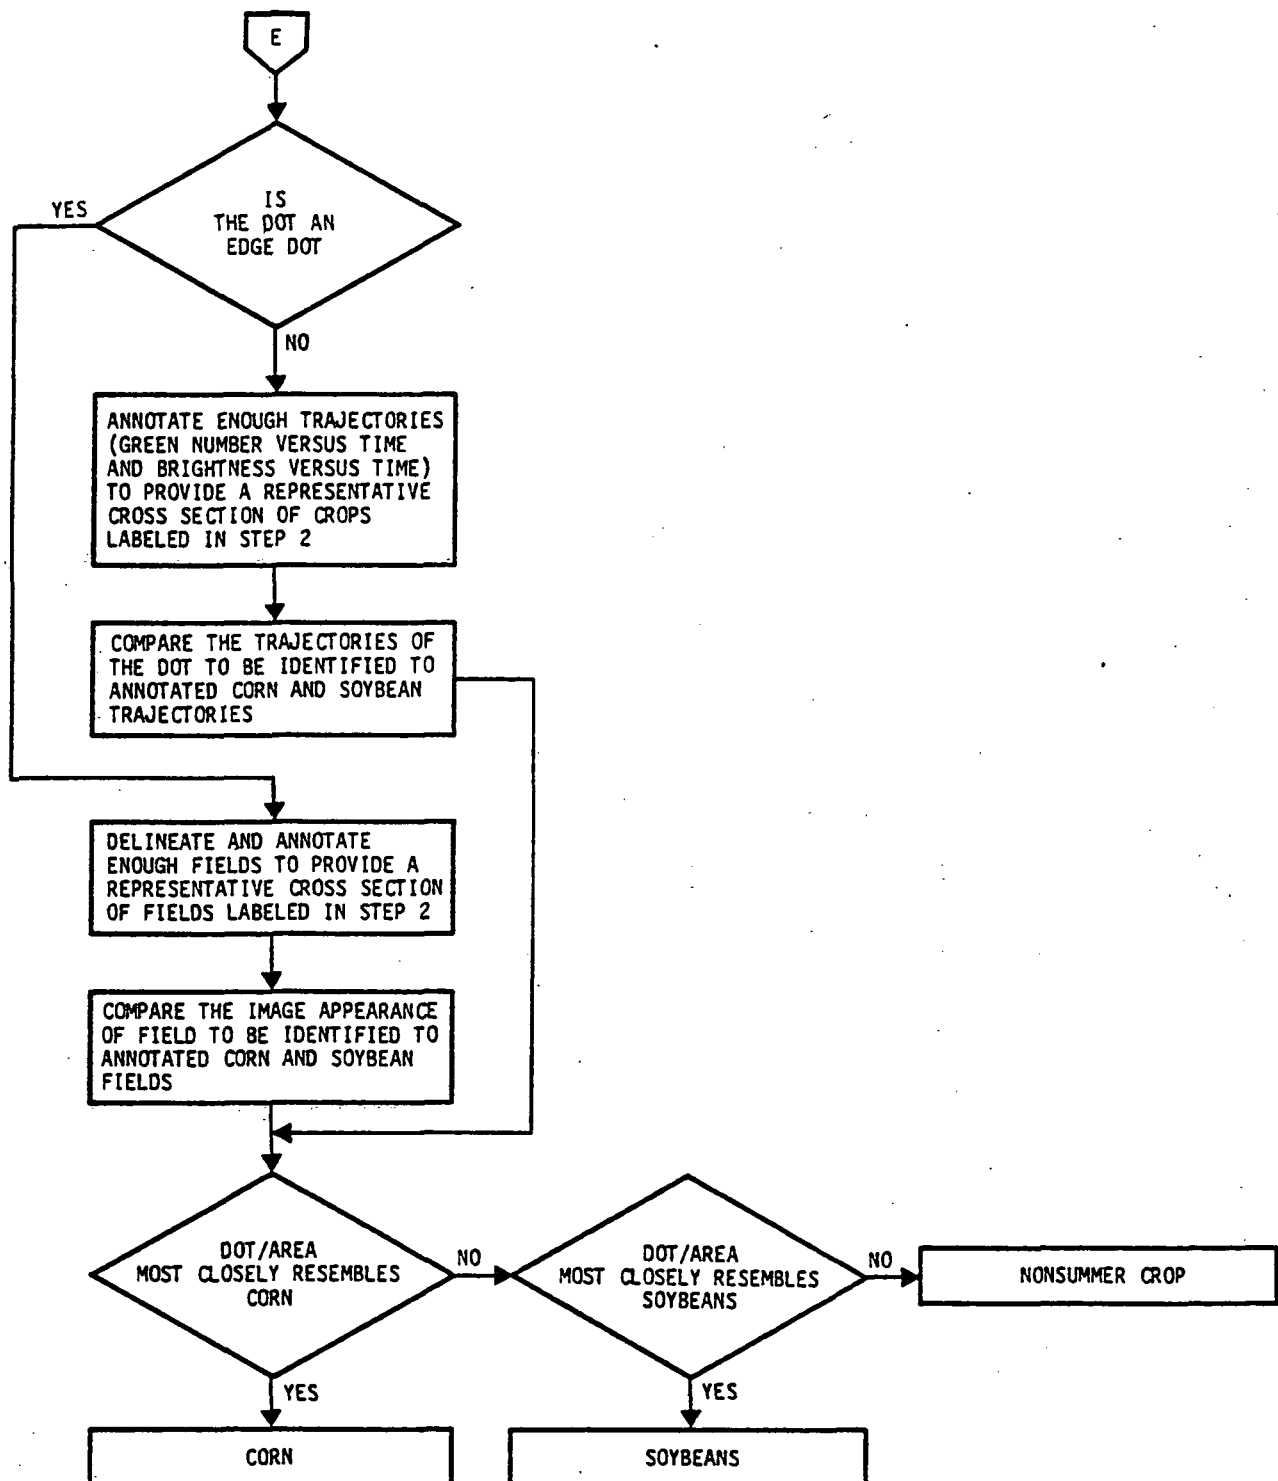 E
IS
THE DOT AN
EDGE DOT
YES
NO
ANNOTATE ENOUGH TRAJECTORIES
(GREEN NUMBER VERSUS TIME
AND BRIGHTNESS VERSUS TIME)
TO PROVIDE A REPRESENTATIVE
CROSS SECTION OF CROPS
LABELED IN STEP 2
COMPARE THE TRAJECTORIES OF
THE DOT TO BE IDENTIFIED TO
ANNOTATED CORN AND SOYBEAN
TRAJECTORIES
DELINEATE AND ANNOTATE
ENOUGH FIELDS TO PROVIDE A
REPRESENTATIVE CROSS SECTION
OF FIELDS LABELED IN STEP 2
COMPARE THE IMAGE APPEARANCE
OF FIELD TO BE IDENTIFIED TO
ANNOTATED CORN AND SOYBEAN
FIELDS
DOT/AREA
MOST CLOSELY RESEMBLES
CORN
NO
DOT/AREA
MOST CLOSELY RESEMBLES
SOYBEANS
NO
NONSUMMER CROP
YES
YES
CORN
SOYBEANS